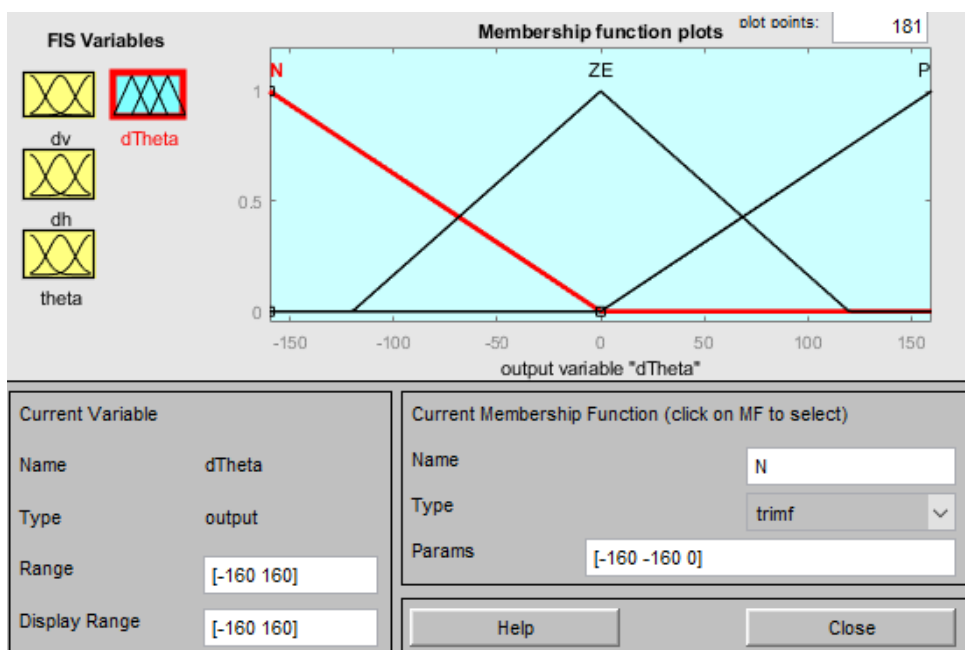 FIS Variables
Membership function plots
plot points:
181
dv
dTheta
dh
theta
N
ZE
P
1
0.5
0
-150 -100 -50 0 50 100 150
output variable "dTheta"
Current Variable
Name dTheta
Type output
Range [-160 160]
Display Range [-160 160]
Current Membership Function (click on MF to select)
Name N
Type trimf
Params [-160 -160 0]
Help
Close